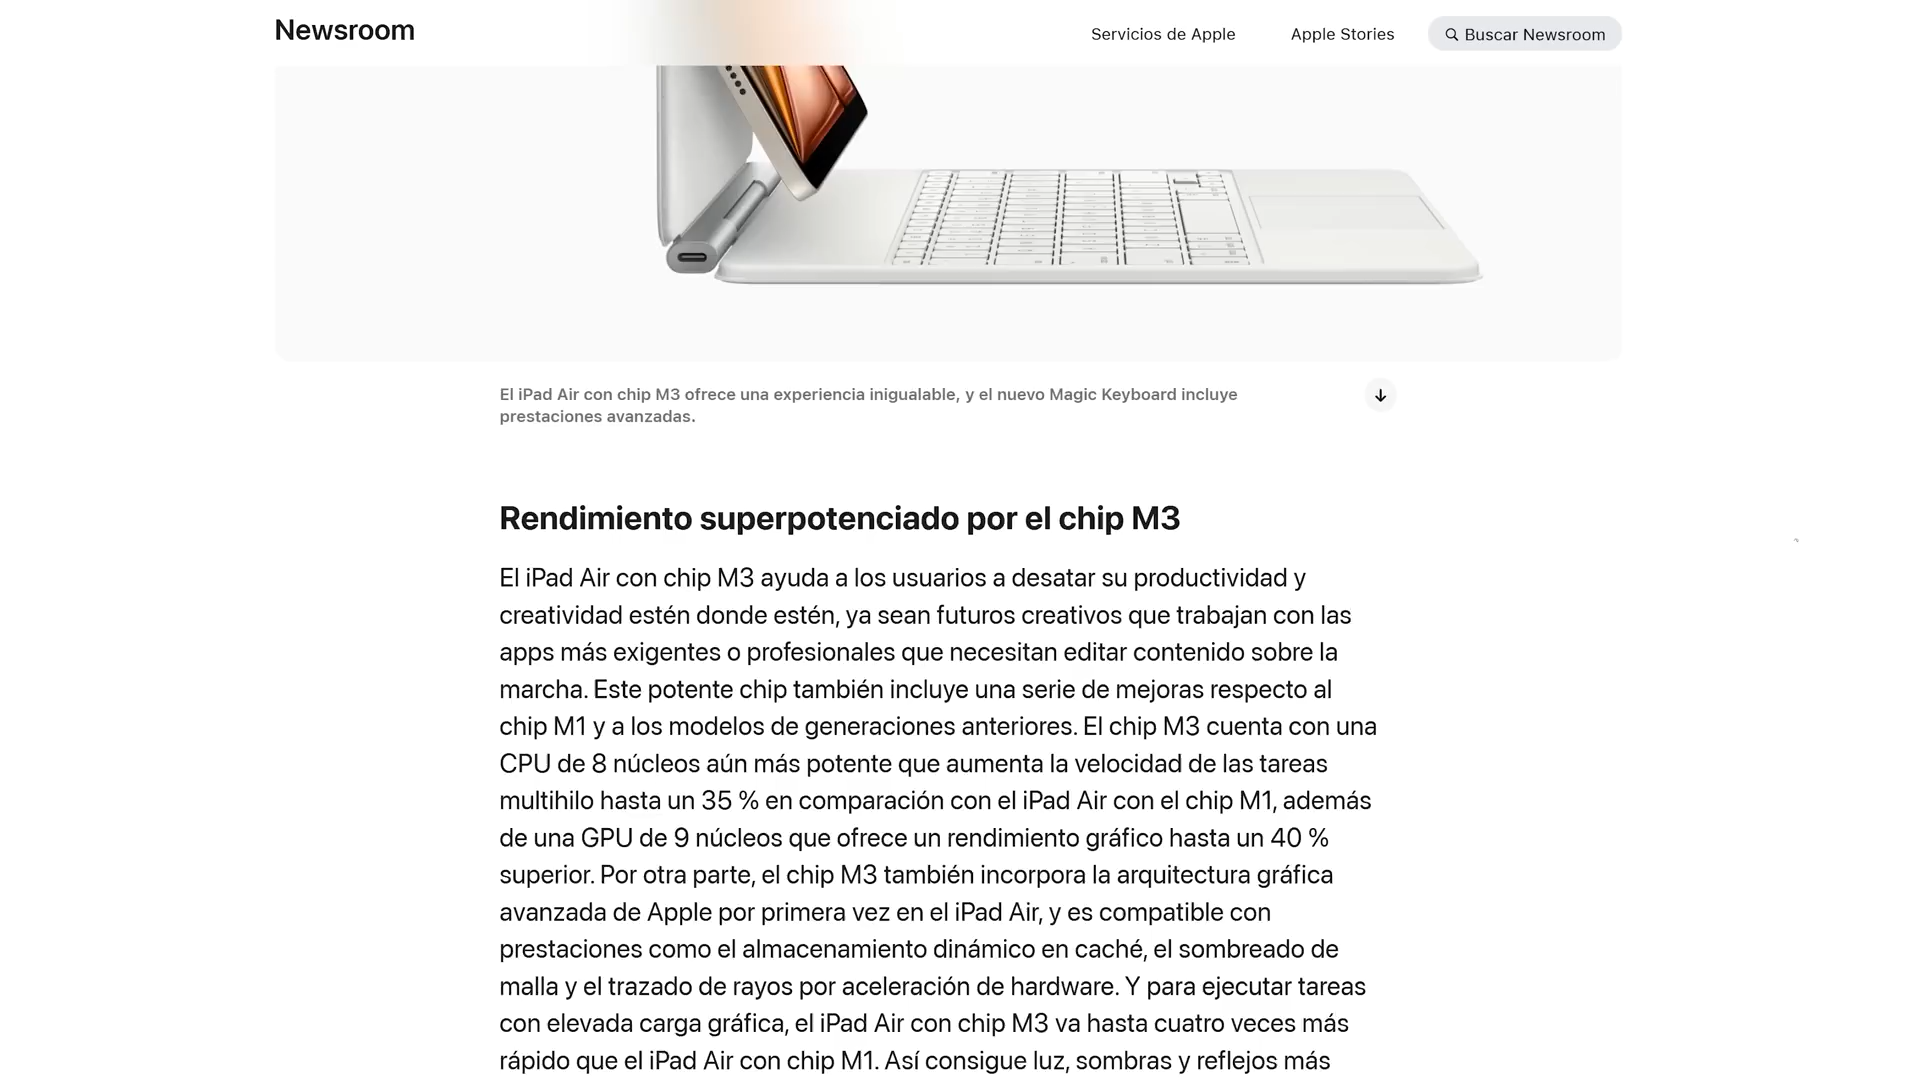 Newsroom
Servicios de Apple
Apple Stories
Buscar Newsroom
El iPad Air con chip M3 ofrece una experiencia inigualable, y el nuevo Magic Keyboard incluye
prestaciones avanzadas.
Rendimiento superpotenciado por el chip M3
El iPad Air con chip M3 ayuda a los usuarios a desatar su productividad y
creatividad estén donde estén, ya sean futuros creativos que trabajan con las
apps más exigentes o profesionales que necesitan editar contenido sobre la
marcha. Este potente chip también incluye una serie de mejoras respecto al
chip M1 y a los modelos de generaciones anteriores. El chip M3 cuenta con una
CPU de 8 núcleos aún más potente que aumenta la velocidad de las tareas
multihilo hasta un 35 % en comparación con el iPad Air con el chip M1, además
de una GPU de 9 núcleos que ofrece un rendimiento gráfico hasta un 40 %
superior. Por otra parte, el chip M3 también incorpora la arquitectura gráfica
avanzada de Apple por primera vez en el iPad Air, y es compatible con
prestaciones como el almacenamiento dinámico en caché, el sombreado de
malla y el trazado de rayos por aceleración de hardware. Y para ejecutar tareas
con elevada carga gráfica, el iPad Air con chip M3 va hasta cuatro veces más
rápido que el iPad Air con chip M1. Así consigue luz, sombras y reflejos más